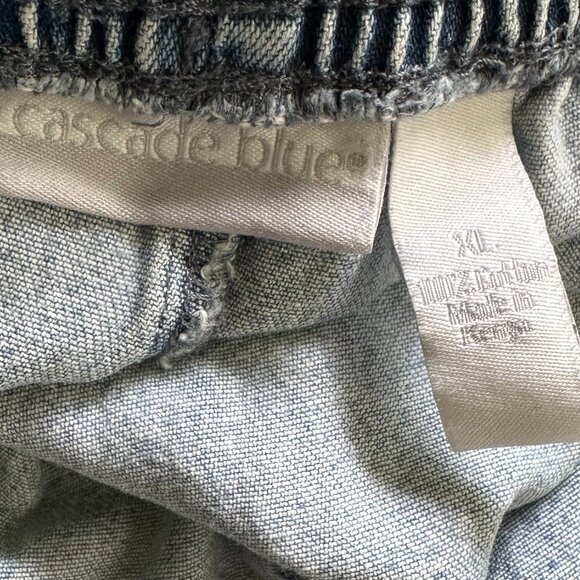 cascade blue®
XL
100% Cotton
Made in
Kenya